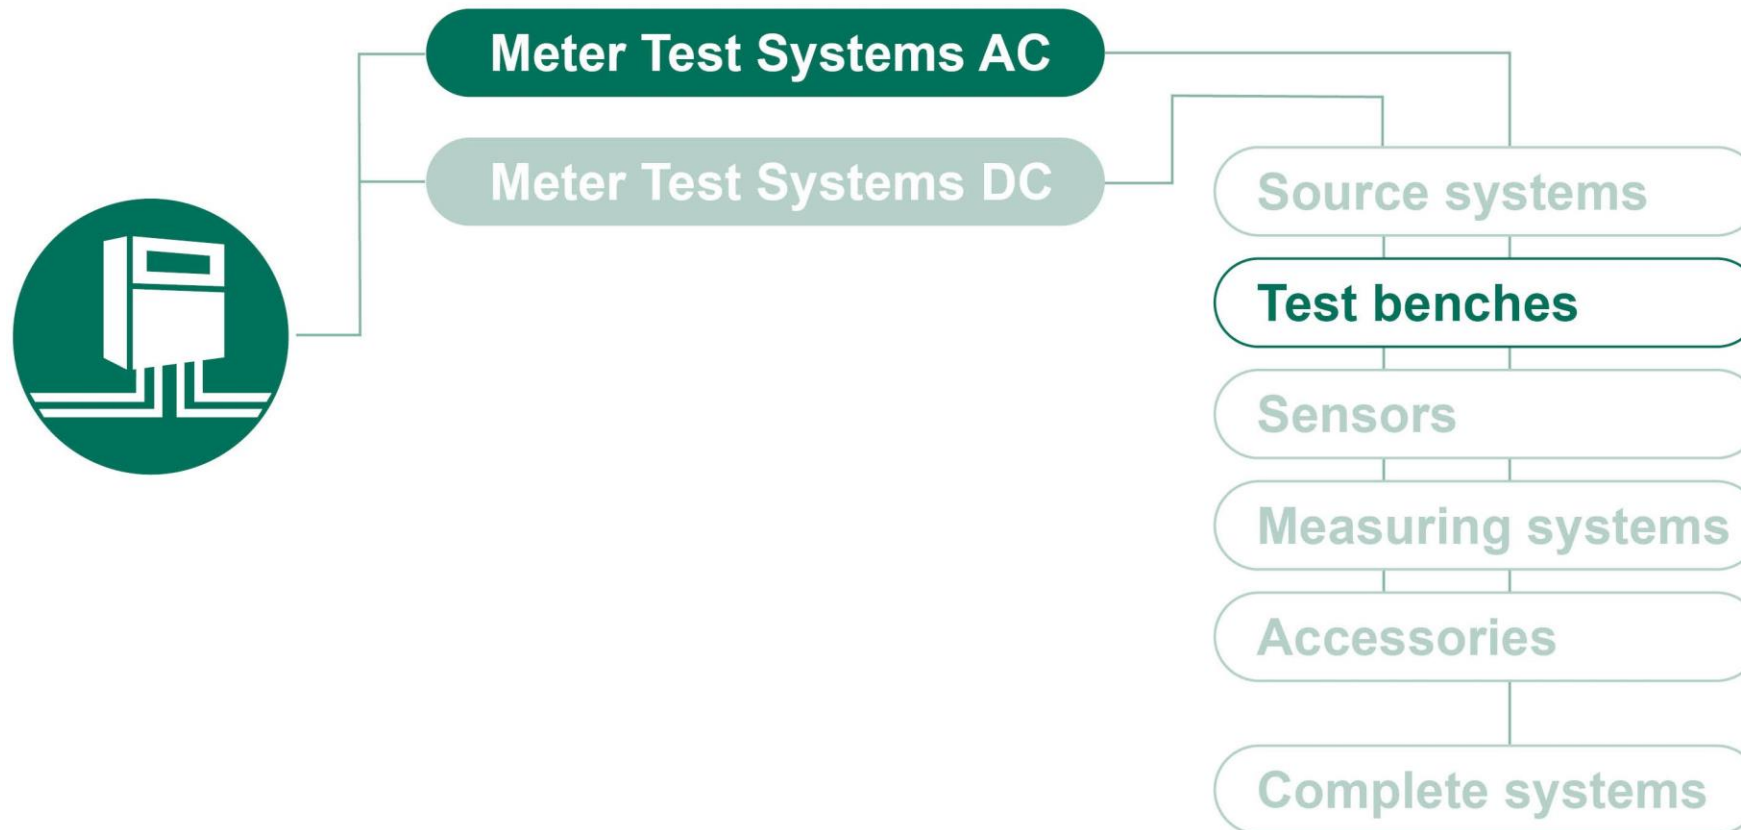 Meter Test Systems AC
Meter Test Systems DC
Source systems
Test benches
Sensors
Measuring systems
Accessories
Complete systems